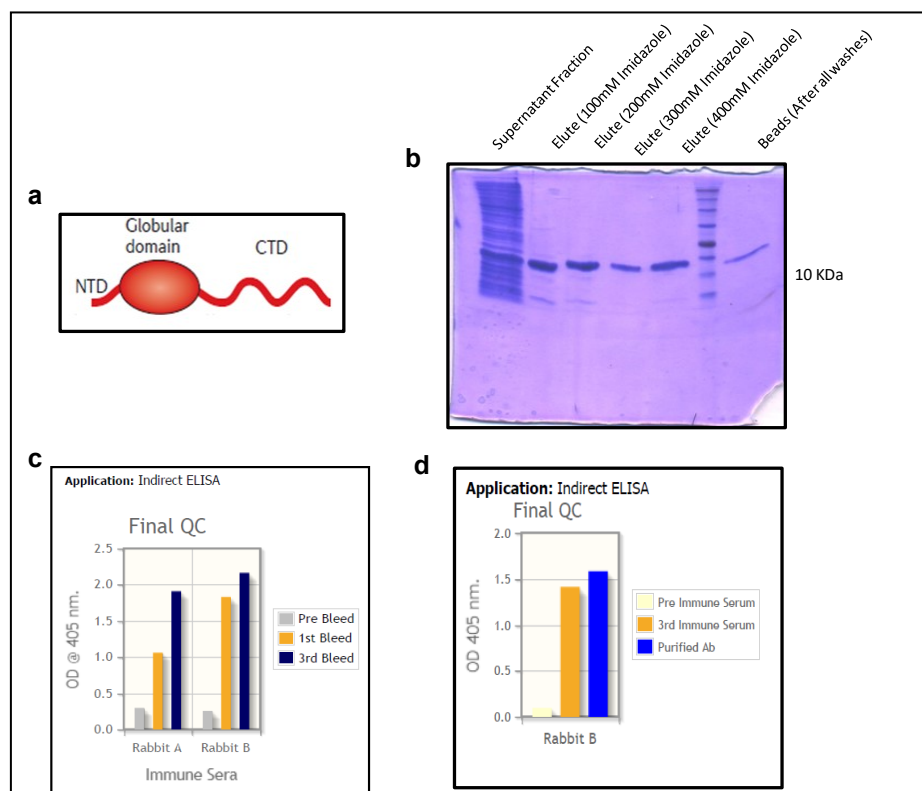 a
Globular
domain
CTD
NTD
b
Supernatant Fraction
Elute (100mM Imidazole)
Elute (200mM Imidazole)
Elute (300mM Imidazole)
Elute (400mM Imidazole)
Beads (After all washes)
10 KDa
c
Application: Indirect ELISA
Final QC
OD @ 405 nm.
2.5
2.0
1.5
1.0
0.5
0.0
Rabbit A
Rabbit B
Immune Sera
Pre Bleed
1st Bleed
3rd Bleed
d
Application: Indirect ELISA
Final QC
OD 405 nm.
2.0
1.5
1.0
0.5
0.0
Rabbit B
Pre Immune Serum
3rd Immune Serum
Purified Ab